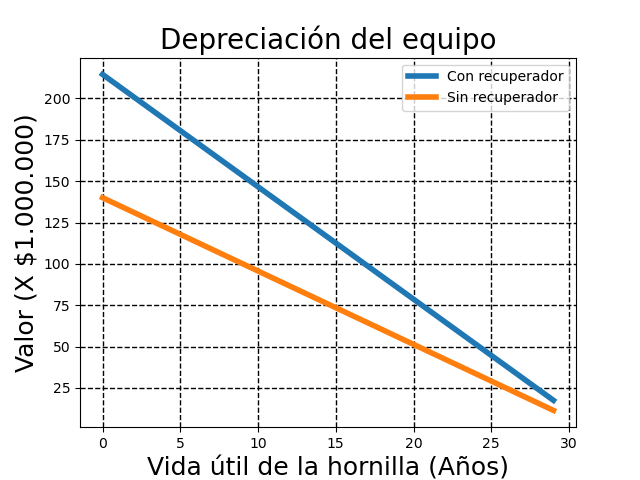 Depreciación del equipo
Con recuperador
Sin recuperador
Valor (X $1.000.000)
200
175
150
125
100
75
50
25
0 5 10 15 20 25 30
Vida útil de la hornilla (Años)